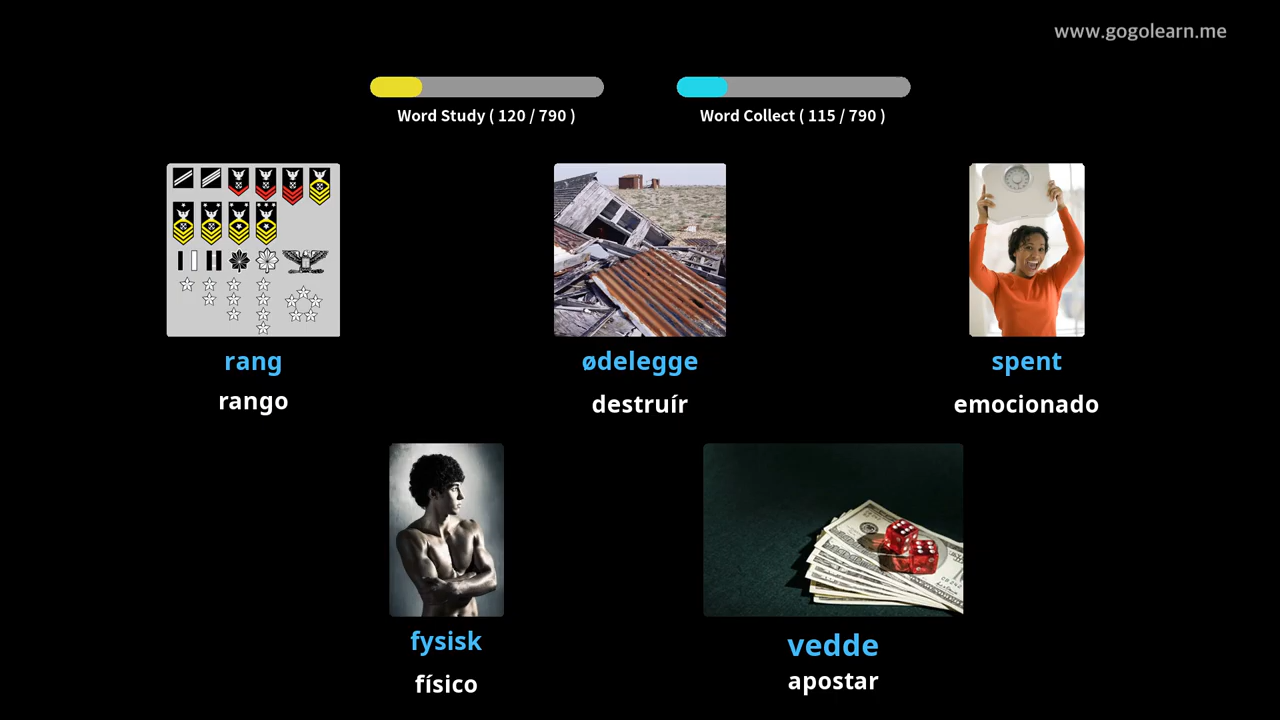 www.gogolearn.me
Word Study ( 120 / 790 )
Word Collect ( 115 / 790 )
rang
rango
ødelegge
destruír
spent
emocionado
fysisk
físico
vedde
apostar